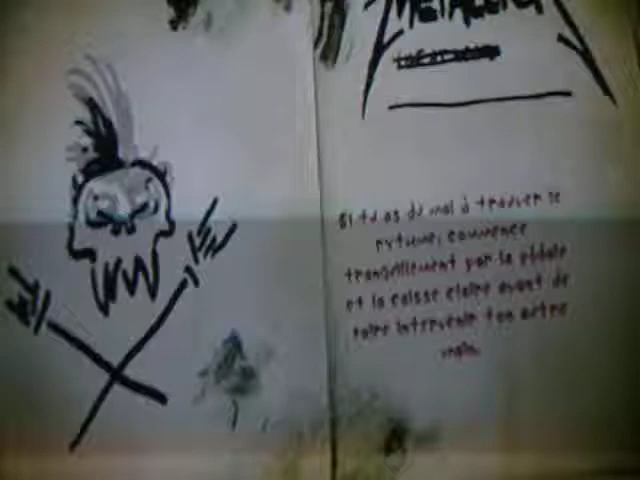 METALLICA
Si tu as du mal à trouver le
rythme, commence
tranquillement par la pédale
et la caisse claire avant de
faire intervenir ton autre
main.